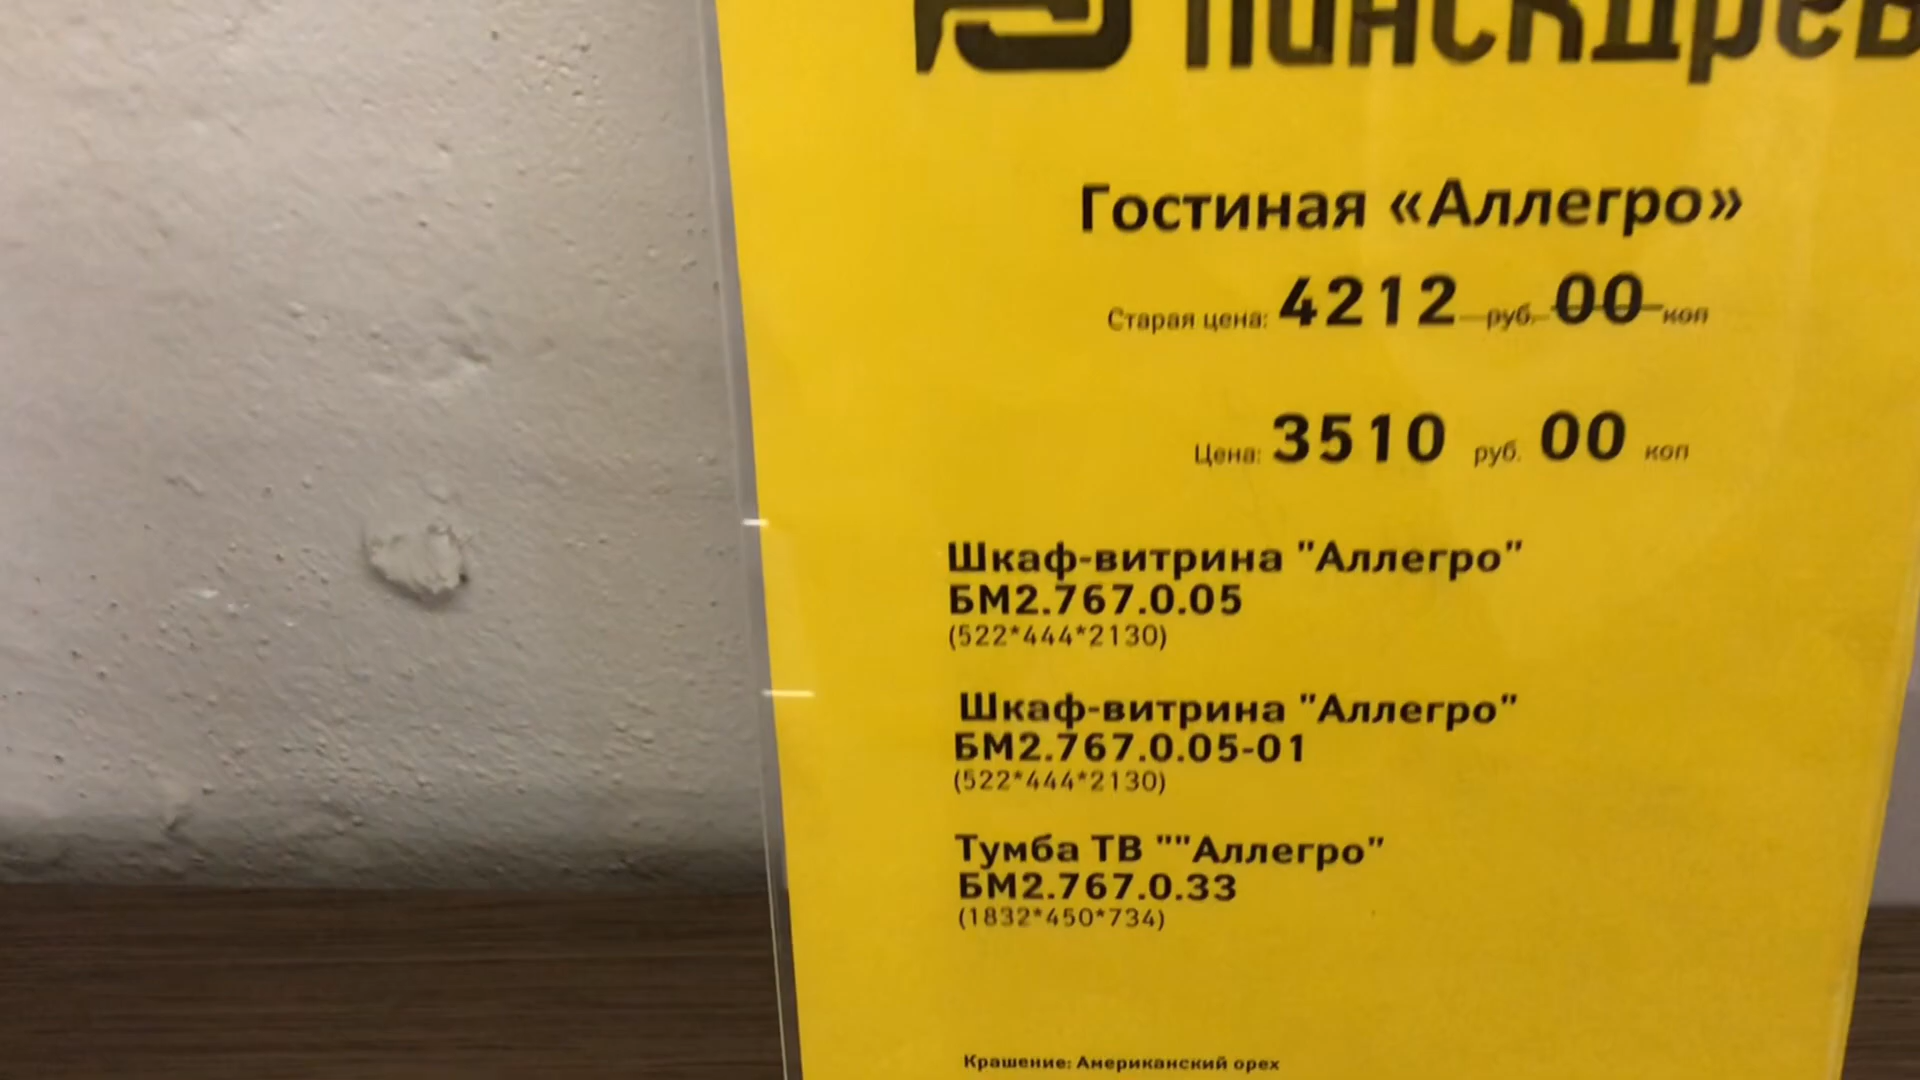 Пинскдрев
Гостиная «Аллегро»
Старая цена: 4212 руб. 00 коп
Цена: 3510 руб. 00 коп
Шкаф-витрина "Аллегро"
БМ2.767.0.05
(522*444*2130)
Шкаф-витрина "Аллегро"
БМ2.767.0.05-01
(522*444*2130)
Тумба ТВ ""Аллегро"
БМ2.767.0.33
(1832*450*734)
Крашение: Американский орех